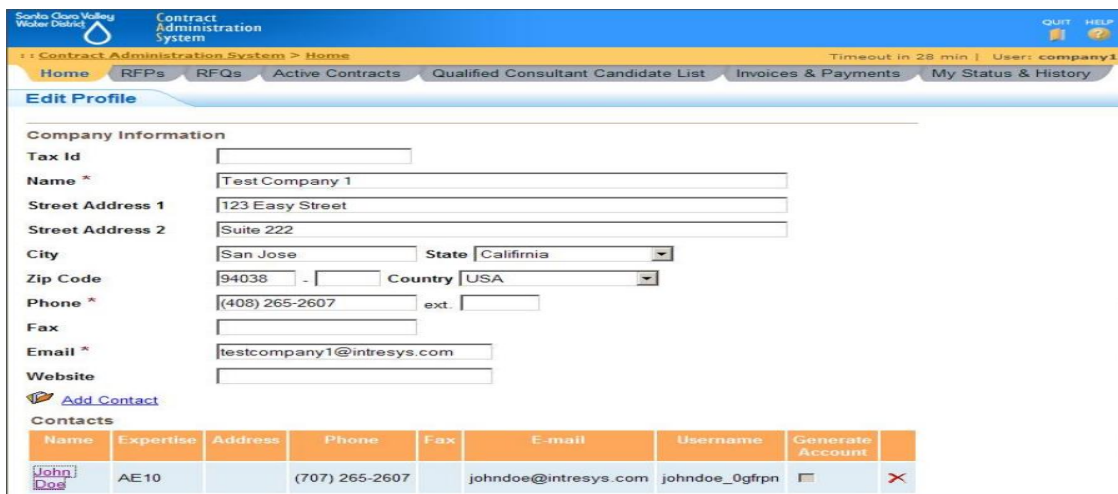 Santa Clara Valley
Water District
Contract
Administration
System
QUIT HELP
: : Contract Administration System > Home
Timeout in 28 min | User: company1
Home RFPs RFQs Active Contracts Qualified Consultant Candidate List Invoices & Payments My Status & History
Edit Profile
Company Information
Tax Id
Name * Test Company 1
Street Address 1 123 Easy Street
Street Address 2 Suite 222
City San Jose State Califirnia
Zip Code 94038 - Country USA
Phone * (408) 265-2607 ext.
Fax
Email * testcompany1@intresys.com
Website
Add Contact
Contacts
Name Expertise Address Phone Fax E-mail Username Generate
Account
John
Doe AE10 (707) 265-2607 johndoe@intresys.com johndoe_0gfrpn